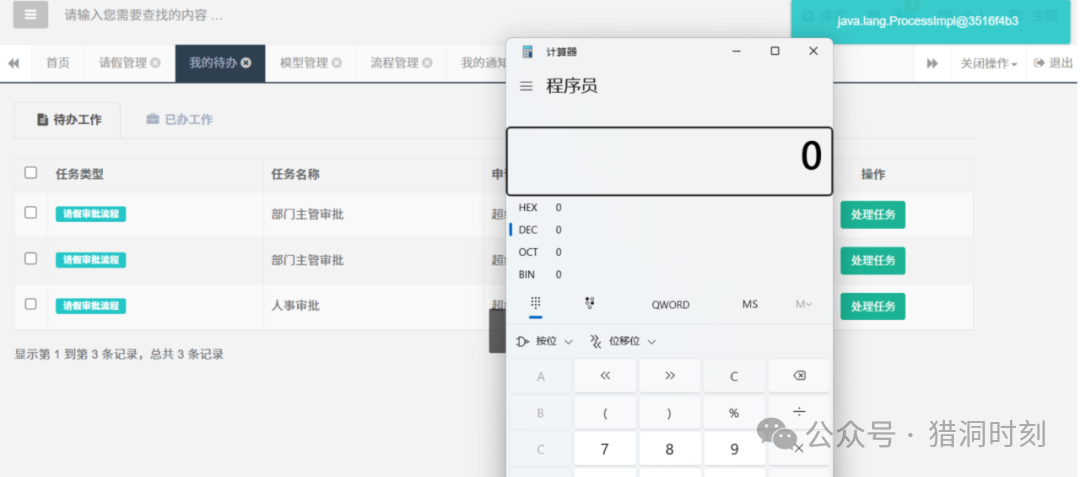 请输入您需要查找的内容 …
java.lang.ProcessImpl@3516f4b3
首页
请假管理
我的待办
模型管理
流程管理
我的通知
关闭操作
退出
待办工作
已办工作
任务类型
任务名称
申
操作
请假审批流程
部门主管审批
超
处理任务
请假审批流程
部门主管审批
超
处理任务
请假审批流程
人事审批
超
处理任务
显示第 1 到第 3 条记录，总共 3 条记录
计算器
程序员
0
HEX 0
DEC 0
OCT 0
BIN 0
QWORD
MS
M
按位
位移位
A
C
B
(
)
%
÷
C
7
8
9
×
公众号 · 猎洞时刻